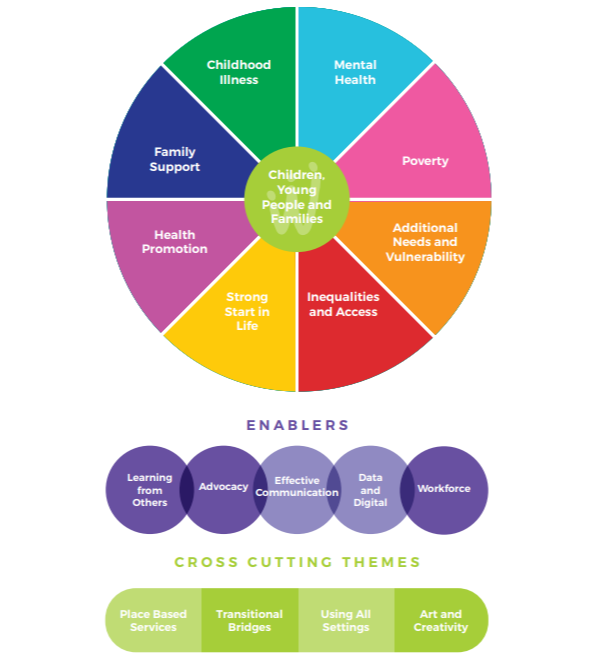 Childhood
Illness
Mental
Health
Family
Support
Poverty
Children,
Young
People and
Families
Health
Promotion
Additional
Needs and
Vulnerability
Strong
Start in
Life
Inequalities
and Access
ENABLERS
Learning
from
Others
Advocacy
Effective
Communication
Data
and
Digital
Workforce
CROSS CUTTING THEMES
Place Based
Services
Transitional
Bridges
Using All
Settings
Art and
Creativity